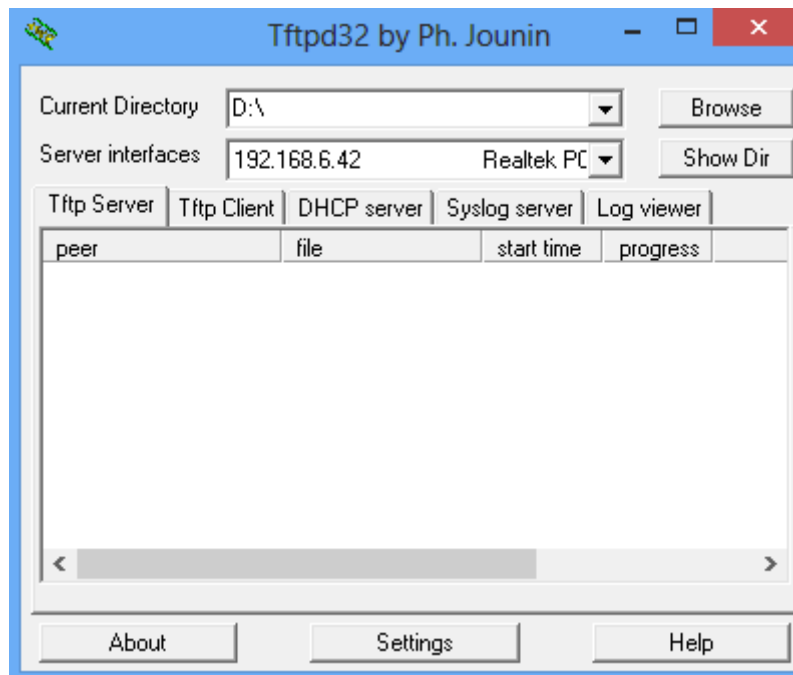 Tftpd32 by Ph. Jounin
Current Directory D:\ Browse
Server interfaces 192.168.6.42 Realtek PC Show Dir
Tftp Server Tftp Client DHCP server Syslog server Log viewer
peer file start time progress
About Settings Help